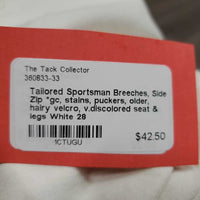 The Tack Collector
360833-33
Tailored Sportsman Breeches, Side
Zip *gc, stains, puckers, older,
hairy velcro, v.discolored seat &
legs White 28
1CTUGU
$42.50